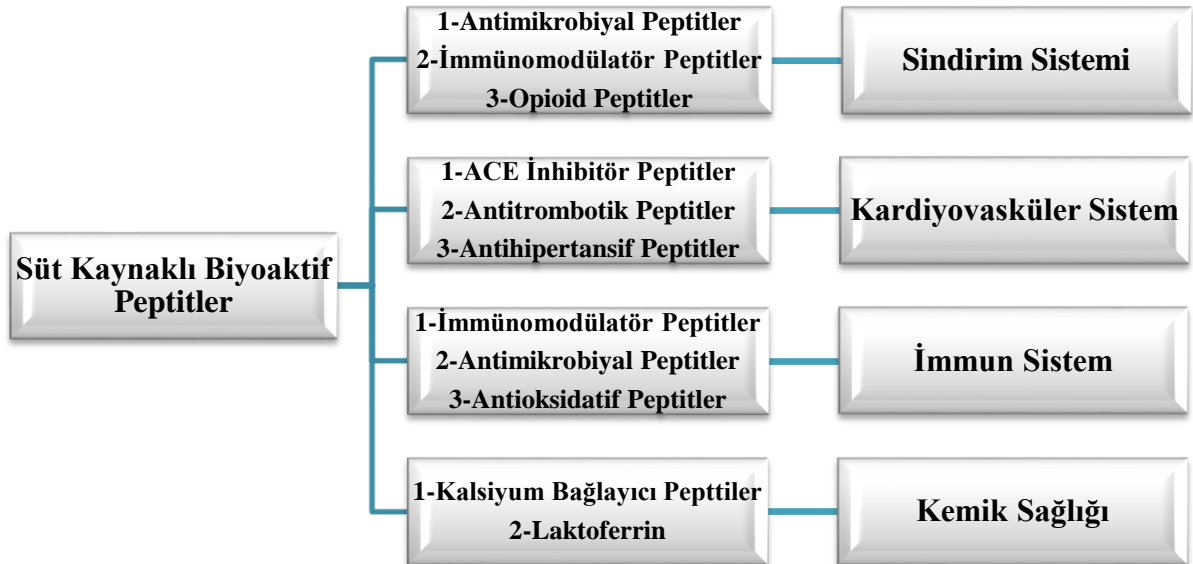 Süt Kaynaklı Biyoaktif
Peptitler
1-Antimikrobiyal Peptitler
2-İmmünomodülatör Peptitler
3-Opioid Peptitler
Sindirim Sistemi
1-ACE İnhibitör Peptitler
2-Antitrombotik Peptitler
3-Antihipertansif Peptitler
Kardiyovasküler Sistem
1-İmmünomodülatör Peptitler
2-Antimikrobiyal Peptitler
3-Antioksidatif Peptitler
İmmun Sistem
1-Kalsiyum Bağlayıcı Pepttiler
2-Laktoferrin
Kemik Sağlığı